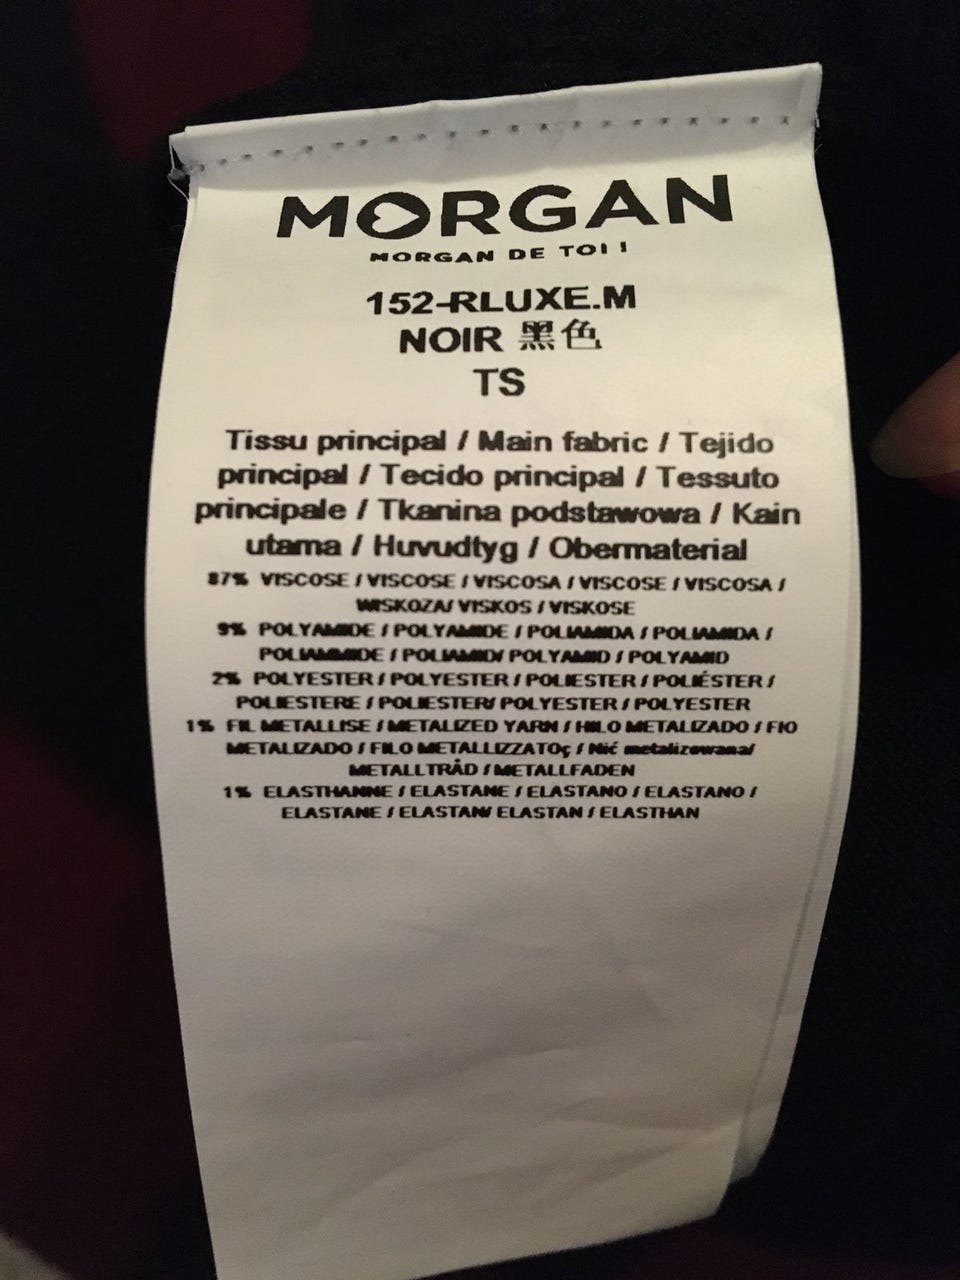 MORGAN
MORGAN DE TOI !
152-RLUXE.M
NOIR 黑色
TS
Tissu principal / Main fabric / Tejido
principal / Tecido principal / Tessuto
principale / Tkanina podstawowa / Kain
utama / Huvudtyg / Obermaterial
87% VISCOSE / VISCOSE / VISCOSA / VISCOSE / VISCOSA /
WISKOZA/ VISKOS / VISKOSE
9% POLYAMIDE / POLYAMIDE / POLIAMIDA / POLIAMIDA /
POLIAMMIDE / POLIAMID/ POLYAMID / POLYAMID
2% POLYESTER / POLYESTER / POLIESTER / POLIÉSTER /
POLIESTERE / POLIESTER/ POLYESTER / POLYESTER
1% FIL METALLISE / METALIZED YARN / HILO METALIZADO / FIO
METALIZADO / FILO METALLIZZATOç / Nić metalizowana/
METALLTRÅD / METALLFADEN
1% ELASTHANNE / ELASTANE / ELASTANO / ELASTANO /
ELASTANE / ELASTAN/ ELASTAN / ELASTHAN